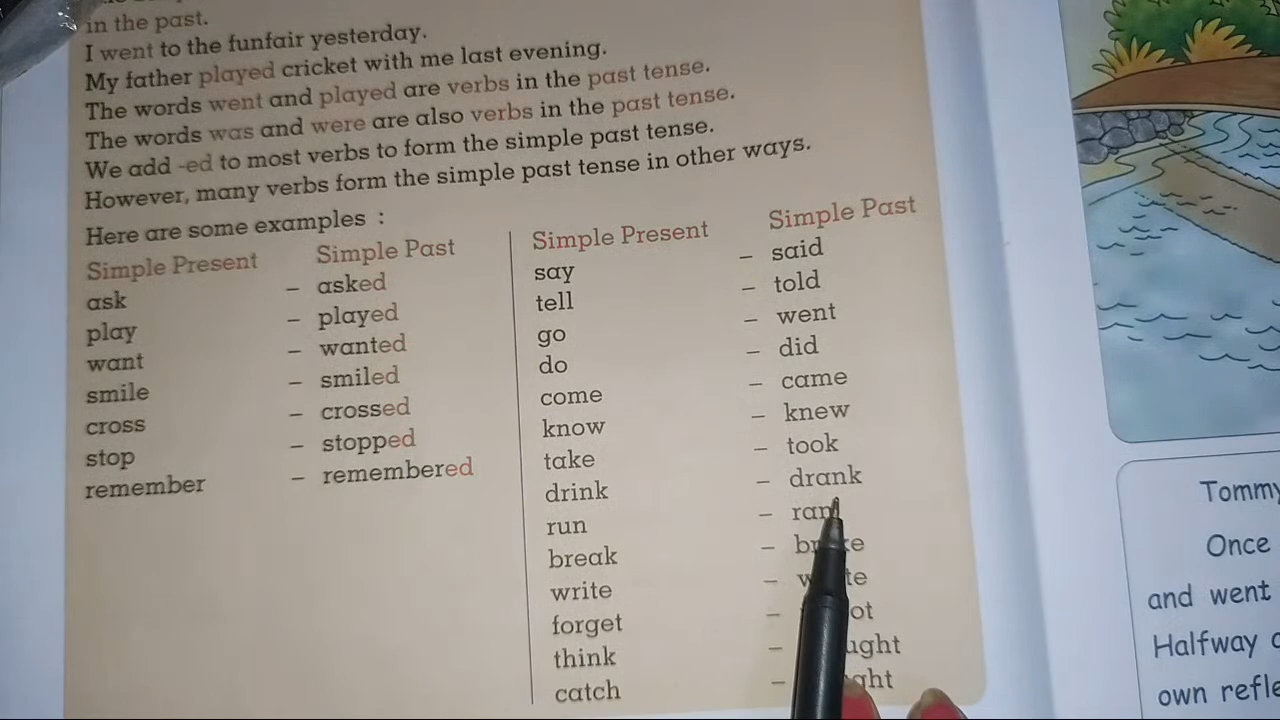 in the past.
I went to the funfair yesterday.
My father played cricket with me last evening.
The words went and played are verbs in the past tense.
The words was and were are also verbs in the past tense.
We add -ed to most verbs to form the simple past tense.
However, many verbs form the simple past tense in other ways.
Here are some examples :
Simple Present Simple Past
ask – asked
play – played
want – wanted
smile – smiled
cross – crossed
stop – stopped
remember – remembered
Simple Present Simple Past
say – said
tell – told
go – went
do – did
come – came
know – knew
take – took
drink – drank
run – ran
break –
write –
forget –
think –
catch –
Tommy
Once
and went
Halfway
own